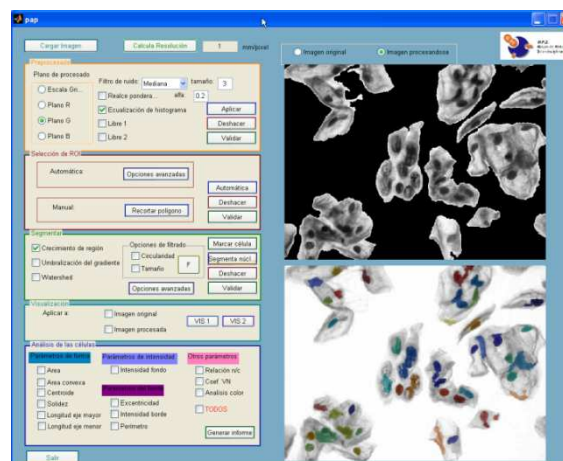 pap
Cargar Imagen
Calcula Resolución
1
mm/pixel
Imagen original
Imagen procesandose
Preprocesado
Plano de procesado
Escala Gri...
Plano R
Plano G
Plano B
Filtro de ruido:
Mediana
tamaño
3
Realce pondera...
alfa
0.2
Ecualización de histograma
Libre 1
Libre 2
Aplicar
Deshacer
Validar
Selección de ROI
Automática:
Opciones avanzadas
Manual:
Recortar polígono
Automática
Deshacer
Validar
Segmentar
Crecimiento de región
Umbralización del gradiente
Watershed
Opciones de filtrado
Circularidad
Tamaño
F
Opciones avanzadas
Marcar célula
Segmenta núcl...
Deshacer
Validar
Visualización
Aplicar a:
Imagen original
Imagen procesada
VIS 1
VIS 2
Análisis de las células
Parámetros de forma
Area
Area convexa
Centroide
Solidez
Longitud eje mayor
Longitud eje menor
Parámetros de intensidad
Intensidad fondo
Excentricidad
Intensidad borde
Perímetro
Otros parámetros
Relación n/c
Coef. VN
Analisis color
TODOS
Generar informe
Salir